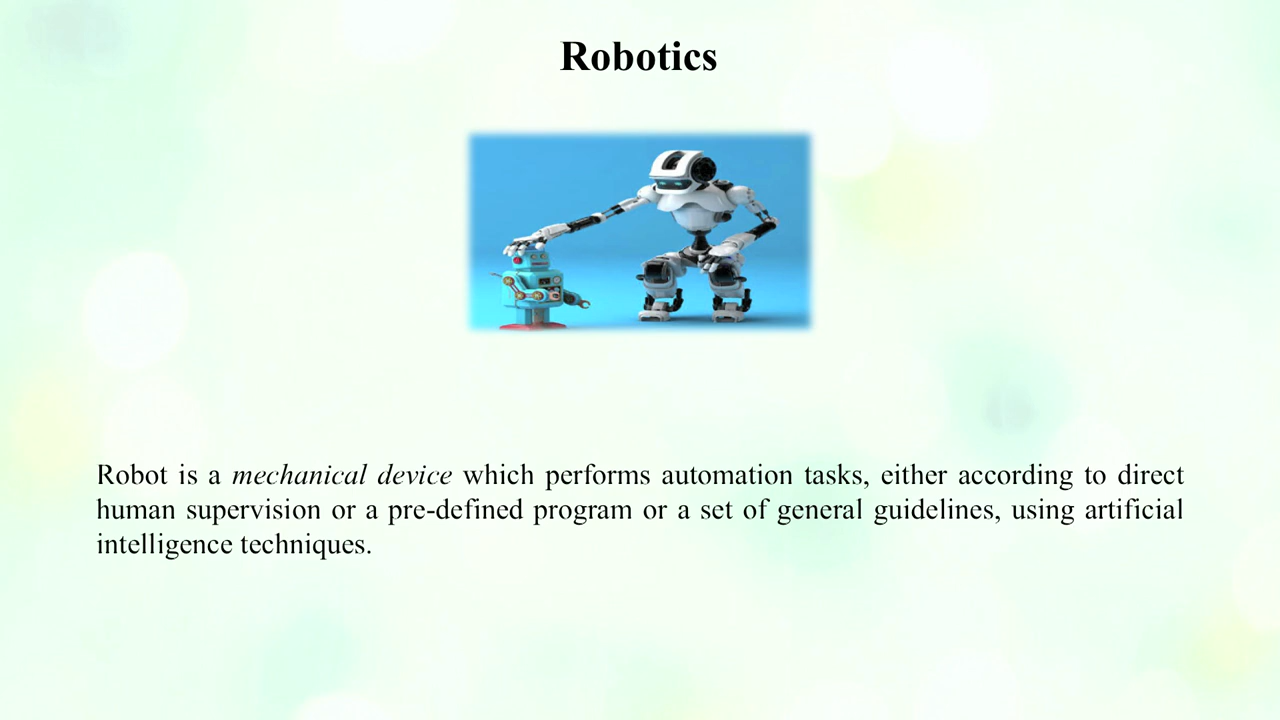 Robotics
Robot is a mechanical device which performs automation tasks, either according to direct
human supervision or a pre-defined program or a set of general guidelines, using artificial
intelligence techniques.